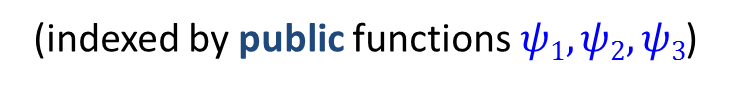 (indexed by public functions ψ₁, ψ₂, ψ₃)